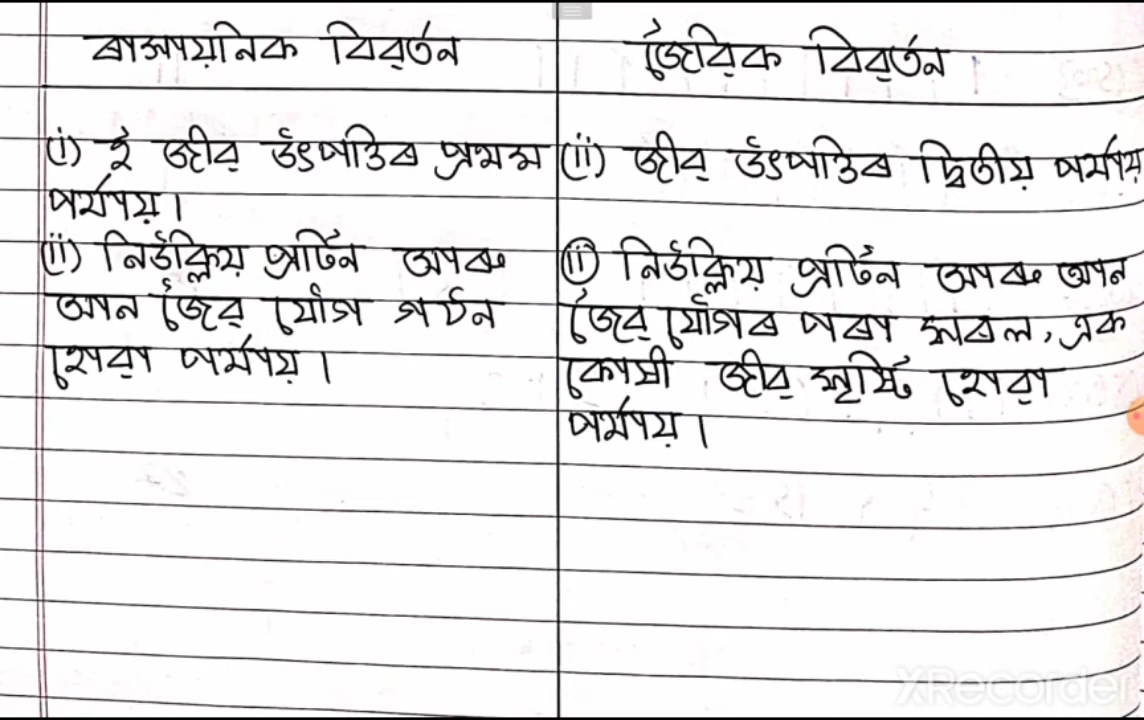 ৰাসায়নিক বিৱৰ্তন
(i) ই জীৱ উৎপত্তিৰ প্ৰথম
পৰ্যায়।
(ii) নিউক্লিয় প্ৰটিন আৰু
আন জৈৱ যৌগ গঠন
হোৱা পৰ্যায়।
জৈৱিক বিৱৰ্তন
(ii) জীৱ উৎপত্তিৰ দ্বিতীয় পৰ্যায়
(ii) নিউক্লিয় প্ৰটিন আৰু আন
জৈৱ যৌগৰ পৰা সৰল, এক
কোষী জীৱ সৃষ্টি হোৱা
পৰ্যায়।
XRecorder